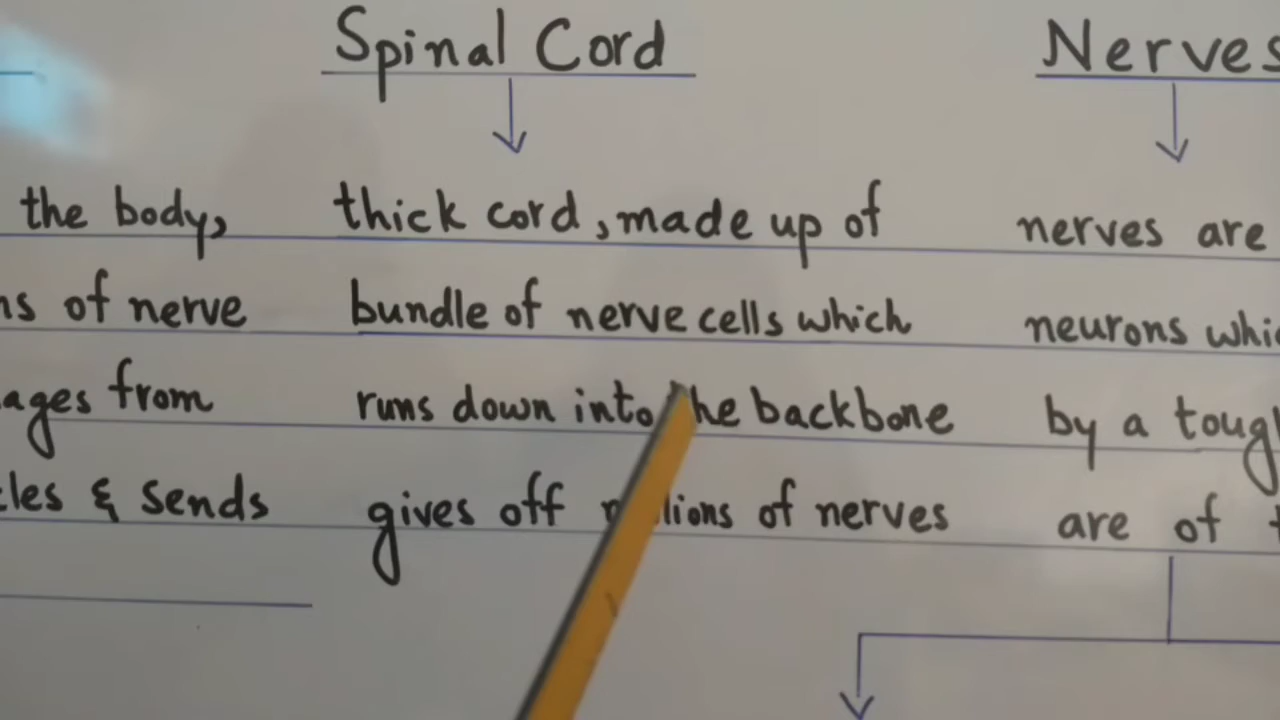 Spinal Cord
Nerves
the body,
of nerve
from
& sends
thick cord, made up of
bundle of nerve cells which
runs down into the backbone
gives off of nerves
nerves are
neurons
by a
are of